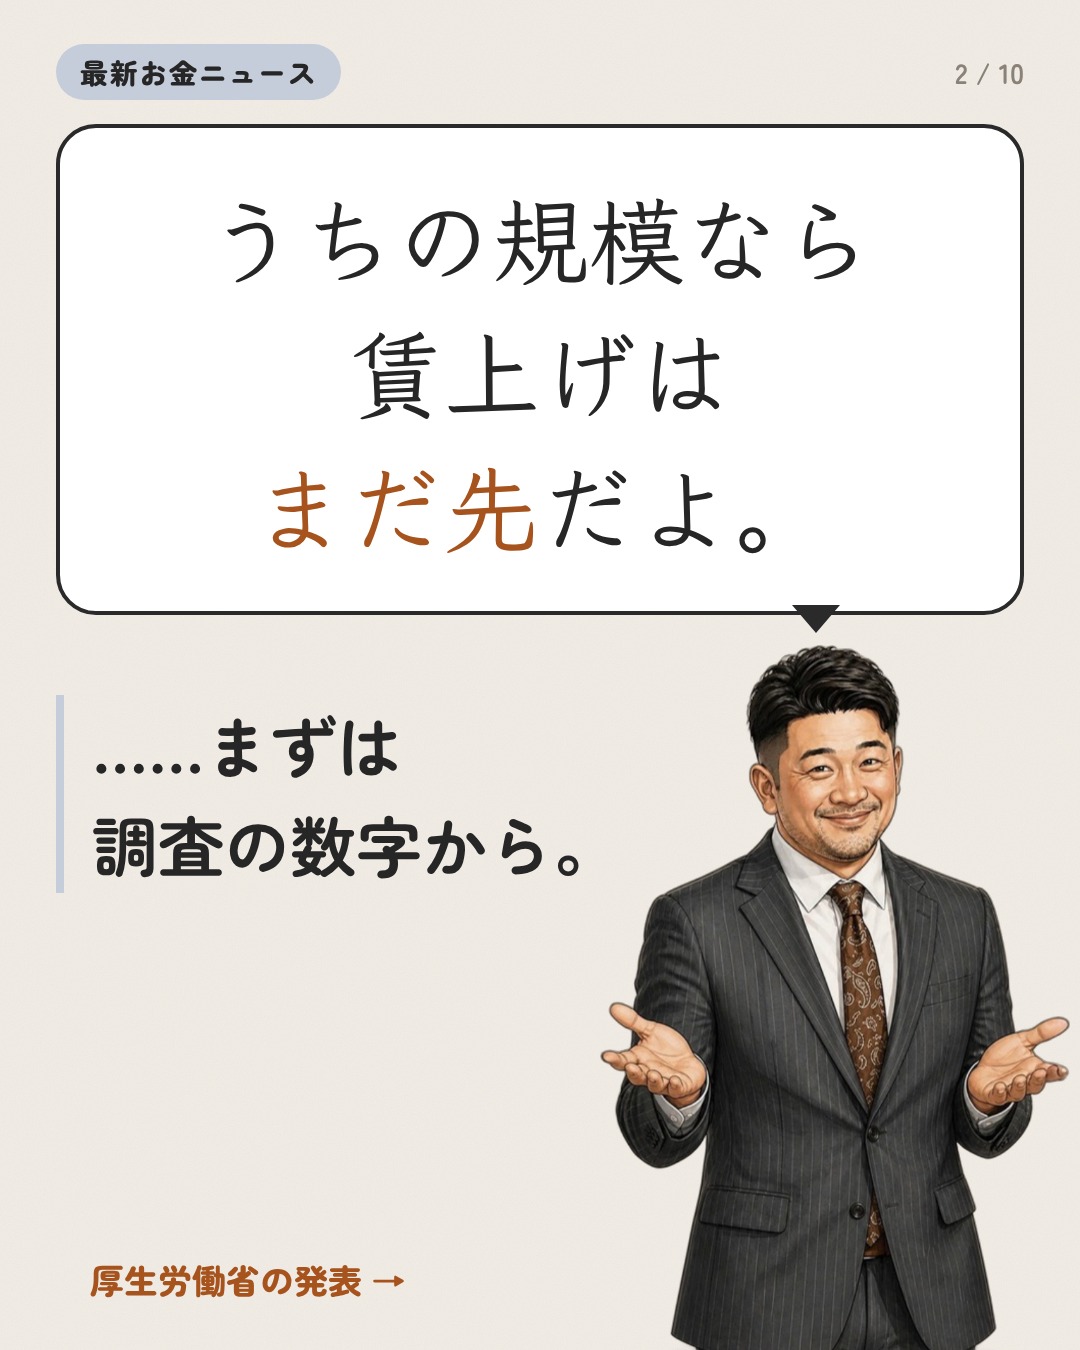 最新お金ニュース
2 / 10
うちの規模なら
賃上げは
まだ先だよ。
……まずは
調査の数字から。
厚生労働省の発表 →